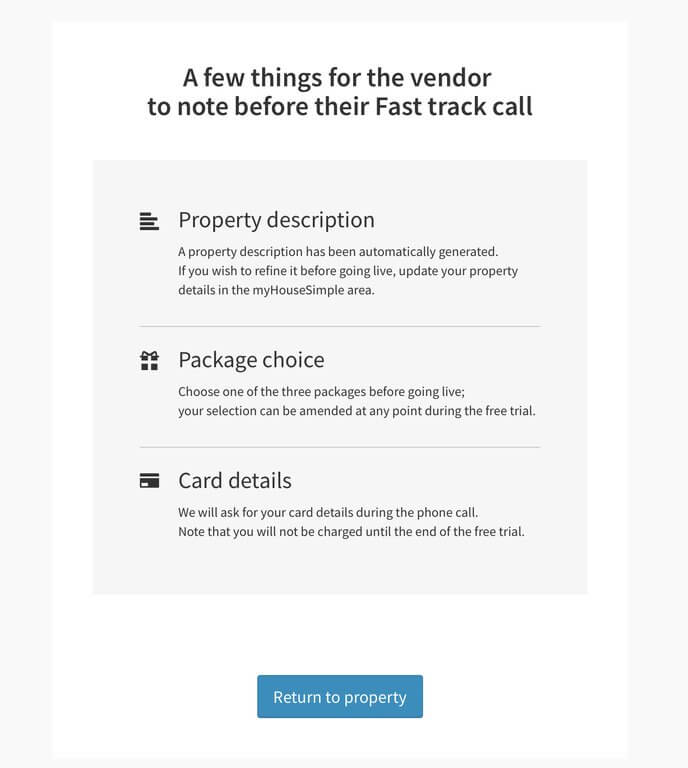 A few things for the vendor
to note before their Fast track call
Property description
A property description has been automatically generated.
If you wish to refine it before going live, update your property
details in the myHouseSimple area.
Package choice
Choose one of the three packages before going live;
your selection can be amended at any point during the free trial.
Card details
We will ask for your card details during the phone call.
Note that you will not be charged until the end of the free trial.
Return to property